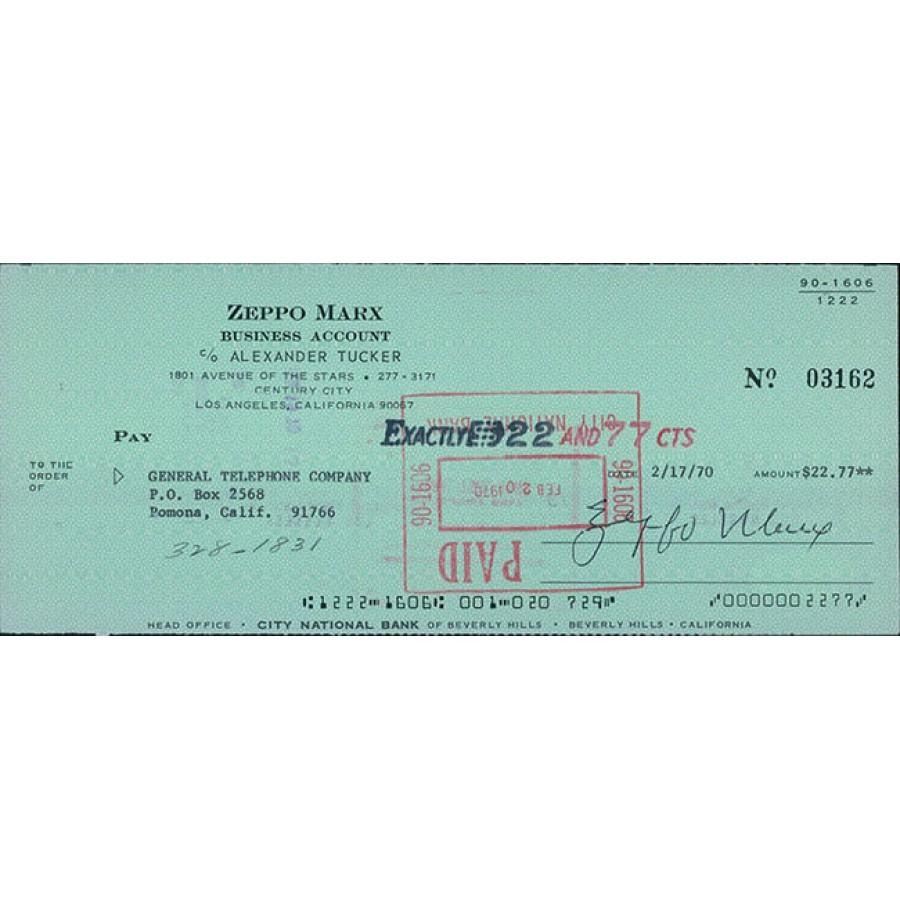 90-1606
1222
ZEPPO MARX
BUSINESS ACCOUNT
c/o ALEXANDER TUCKER
1801 AVENUE OF THE STARS • 277-3171
CENTURY CITY
LOS ANGELES, CALIFORNIA 90067
Nº 03162
CITY NATIONAL BANK
PAY EXACTLY $22 AND 77 CTS
TO THE
ORDER
OF
GENERAL TELEPHONE COMPANY
P.O. Box 2568
Pomona, Calif. 91766
DATE 2/17/70 AMOUNT $22.77**
90-1606 FEB 20 1970 90-1606
328-1831
Zeppo Marx
PAID
⑆1222⑉1606⑆ 001⑉020 729⑈ ⑈0000002277⑈
HEAD OFFICE • CITY NATIONAL BANK OF BEVERLY HILLS • BEVERLY HILLS • CALIFORNIA